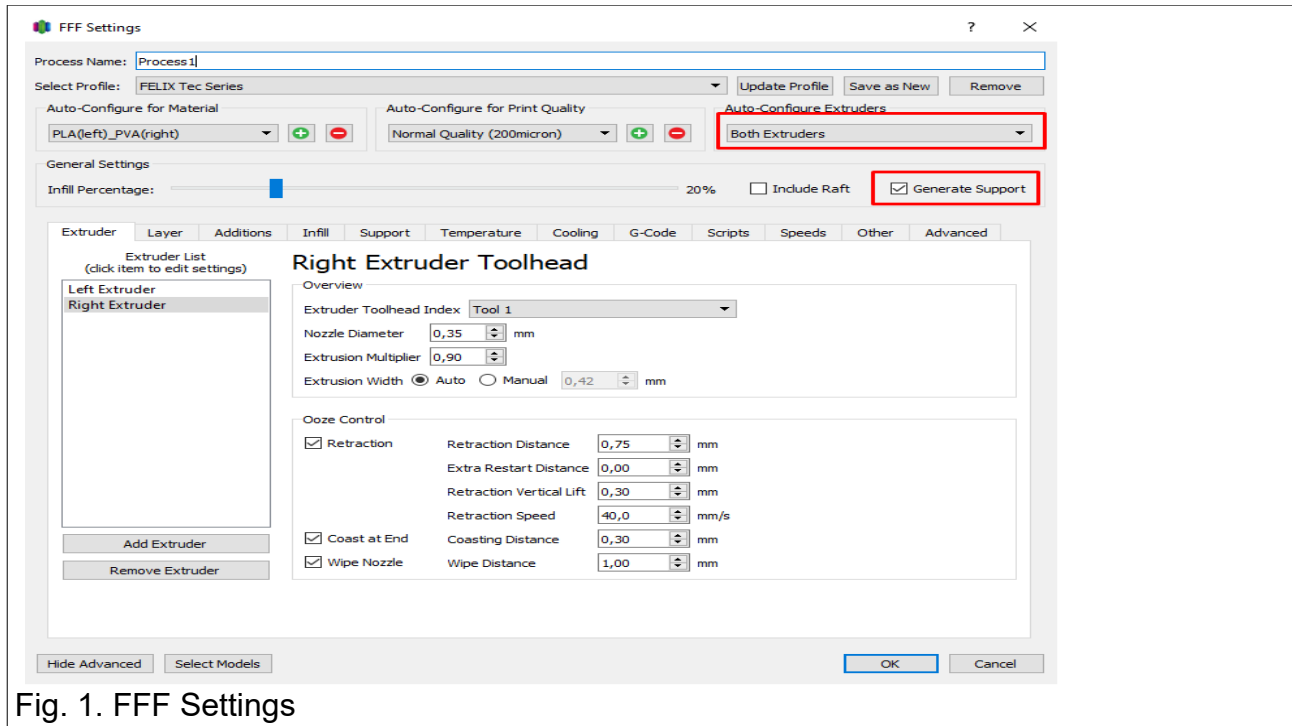 FFF Settings ?
Process Name: Process1
Select Profile: FELIX Tec Series Update Profile Save as New Remove
Auto-Configure for Material Auto-Configure for Print Quality Auto-Configure Extruders
PLA(left)_PVA(right) Normal Quality (200micron) Both Extruders
General Settings
Infill Percentage: 20% Include Raft Generate Support
Extruder Layer Additions Infill Support Temperature Cooling G-Code Scripts Speeds Other Advanced
Extruder List
(click item to edit settings)
Left Extruder
Right Extruder
Add Extruder
Remove Extruder
Right Extruder Toolhead
Overview
Extruder Toolhead Index Tool 1
Nozzle Diameter 0,35 mm
Extrusion Multiplier 0,90
Extrusion Width Auto Manual 0,42 mm
Ooze Control
Retraction Retraction Distance 0,75 mm
Extra Restart Distance 0,00 mm
Retraction Vertical Lift 0,30 mm
Retraction Speed 40,0 mm/s
Coast at End Coasting Distance 0,30 mm
Wipe Nozzle Wipe Distance 1,00 mm
Hide Advanced Select Models OK Cancel
Fig. 1. FFF Settings